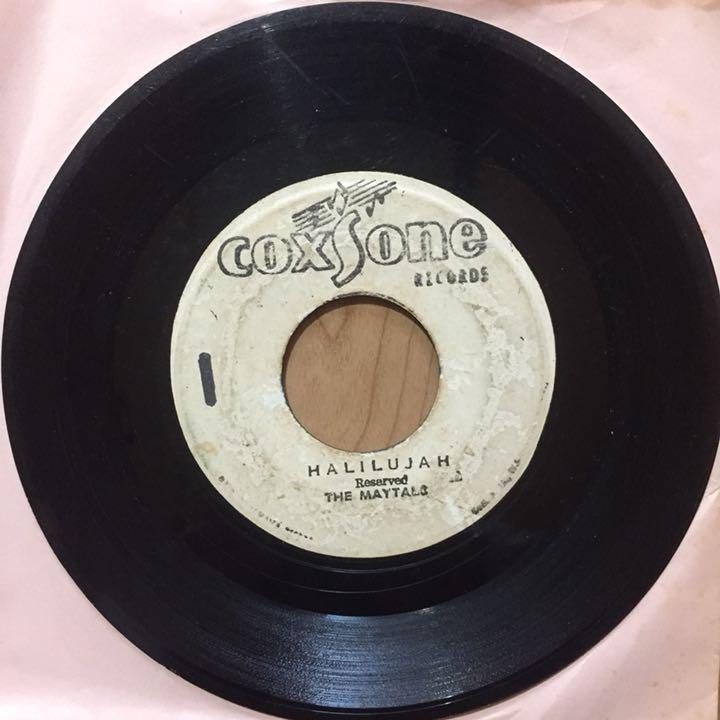 coxsone
RECORDS
HALILUJAH
Reserved
THE MAYTALS